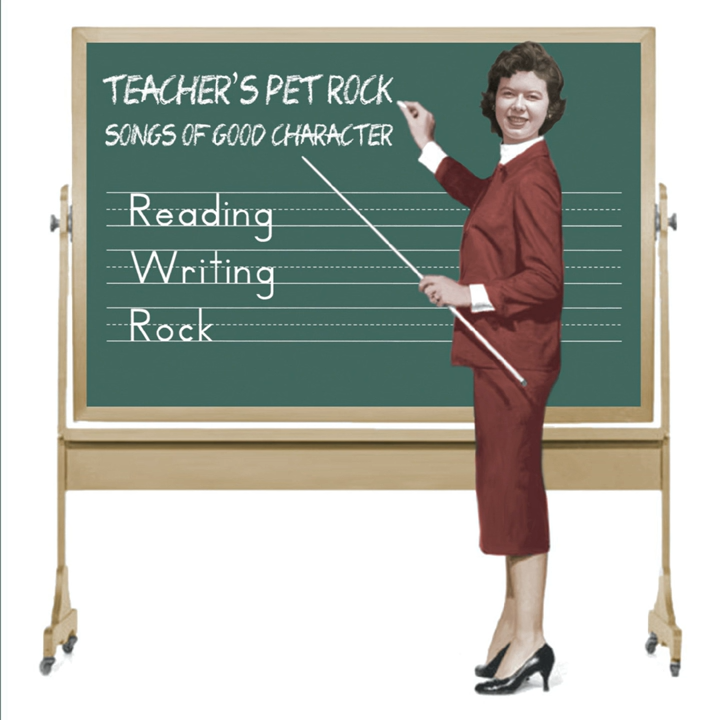 TEACHER'S PET ROCK
SONGS OF GOOD CHARACTER
Reading
Writing
Rock